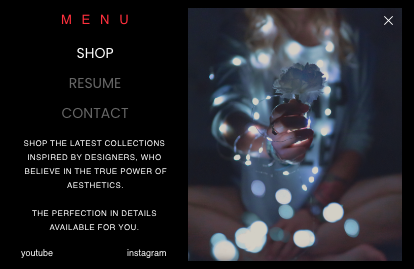 MENU
SHOP
RESUME
CONTACT
SHOP THE LATEST COLLECTIONS
INSPIRED BY DESIGNERS, WHO
BELIEVE IN THE TRUE POWER OF
AESTHETICS.
THE PERFECTION IN DETAILS
AVAILABLE FOR YOU.
youtube instagram